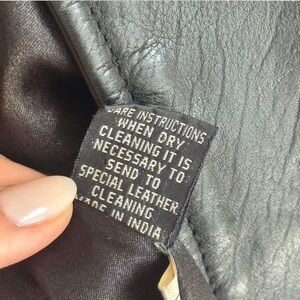 CARE INSTRUCTIONS
WHEN DRY
CLEANING IT IS
NECESSARY TO
SEND TO
SPECIAL LEATHER
CLEANING
MADE IN INDIA